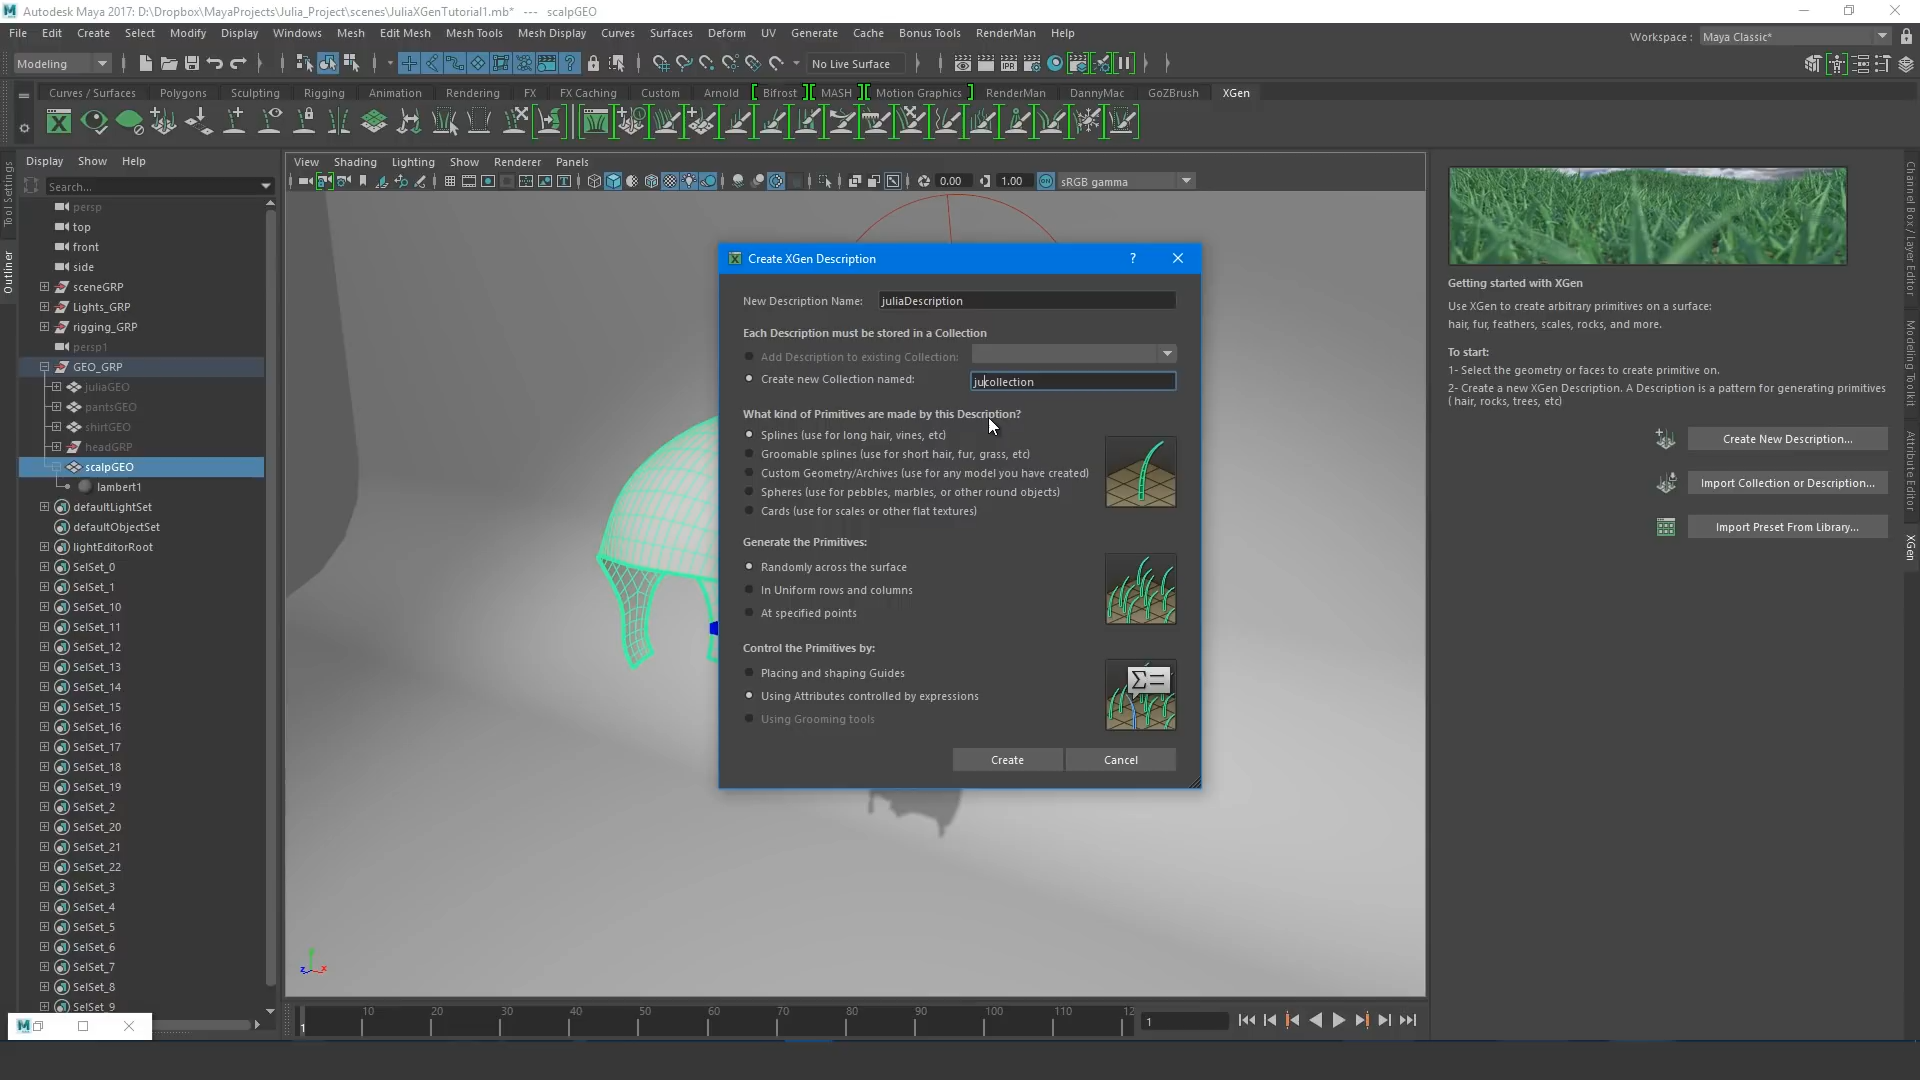 Autodesk Maya 2017: D:\Dropbox\MayaProjects\Julia_Project\scenes\JuliaXGenTutorial1.mb* --- scalpGEO
File Edit Create Select Modify Display Windows Mesh Edit Mesh Mesh Tools Mesh Display Curves Surfaces Deform UV Generate Cache Bonus Tools RenderMan Help
Workspace : Maya Classic*
Modeling No Live Surface
Curves / Surfaces Polygons Sculpting Rigging Animation Rendering FX FX Caching Custom Arnold Bifrost MASH Motion Graphics RenderMan DannyMac GoZBrush XGen
Display Show Help
Search...
persp
top
front
side
sceneGRP
Lights_GRP
rigging_GRP
persp1
GEO_GRP
juliaGEO
pantsGEO
shirtGEO
headGRP
scalpGEO
lambert1
defaultLightSet
defaultObjectSet
lightEditorRoot
SelSet_0
SelSet_1
SelSet_10
SelSet_11
SelSet_12
SelSet_13
SelSet_14
SelSet_15
SelSet_16
SelSet_17
SelSet_18
SelSet_19
SelSet_2
SelSet_20
SelSet_21
SelSet_22
SelSet_3
SelSet_4
SelSet_5
SelSet_6
SelSet_7
SelSet_8
SelSet_9
Tool Settings
Outliner
View Shading Lighting Show Renderer Panels
0.00 1.00 sRGB gamma
Create XGen Description ?
New Description Name: juliaDescription
Each Description must be stored in a Collection
Add Description to existing Collection:
Create new Collection named: jucollection
What kind of Primitives are made by this Description?
Splines (use for long hair, vines, etc)
Groomable splines (use for short hair, fur, grass, etc)
Custom Geometry/Archives (use for any model you have created)
Spheres (use for pebbles, marbles, or other round objects)
Cards (use for scales or other flat textures)
Generate the Primitives:
Randomly across the surface
In Uniform rows and columns
At specified points
Control the Primitives by:
Placing and shaping Guides
Using Attributes controlled by expressions
Using Grooming tools
Σ=
Create Cancel
z x
1 10 20 30 40 50 60 70 80 90 100 110 12
1
Getting started with XGen
Use XGen to create arbitrary primitives on a surface:
hair, fur, feathers, scales, rocks, and more.
To start:
1- Select the geometry or faces to create primitive on.
2- Create a new XGen Description. A Description is a pattern for generating primitives
( hair, rocks, trees, etc)
Create New Description...
Import Collection or Description...
Import Preset From Library...
Channel Box / Layer Editor
Modeling Toolkit
Attribute Editor
XGen